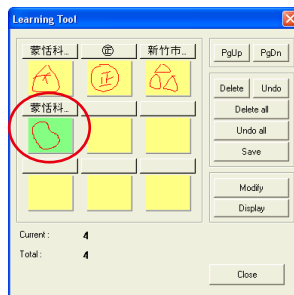 Learning Tool
蒙恬科... ㊣ 新竹市...
正
蒙恬科...
Current : 4
Total : 4
PgUp PgDn
Delete Undo
Delete all
Undo all
Save
Modify
Display
Close